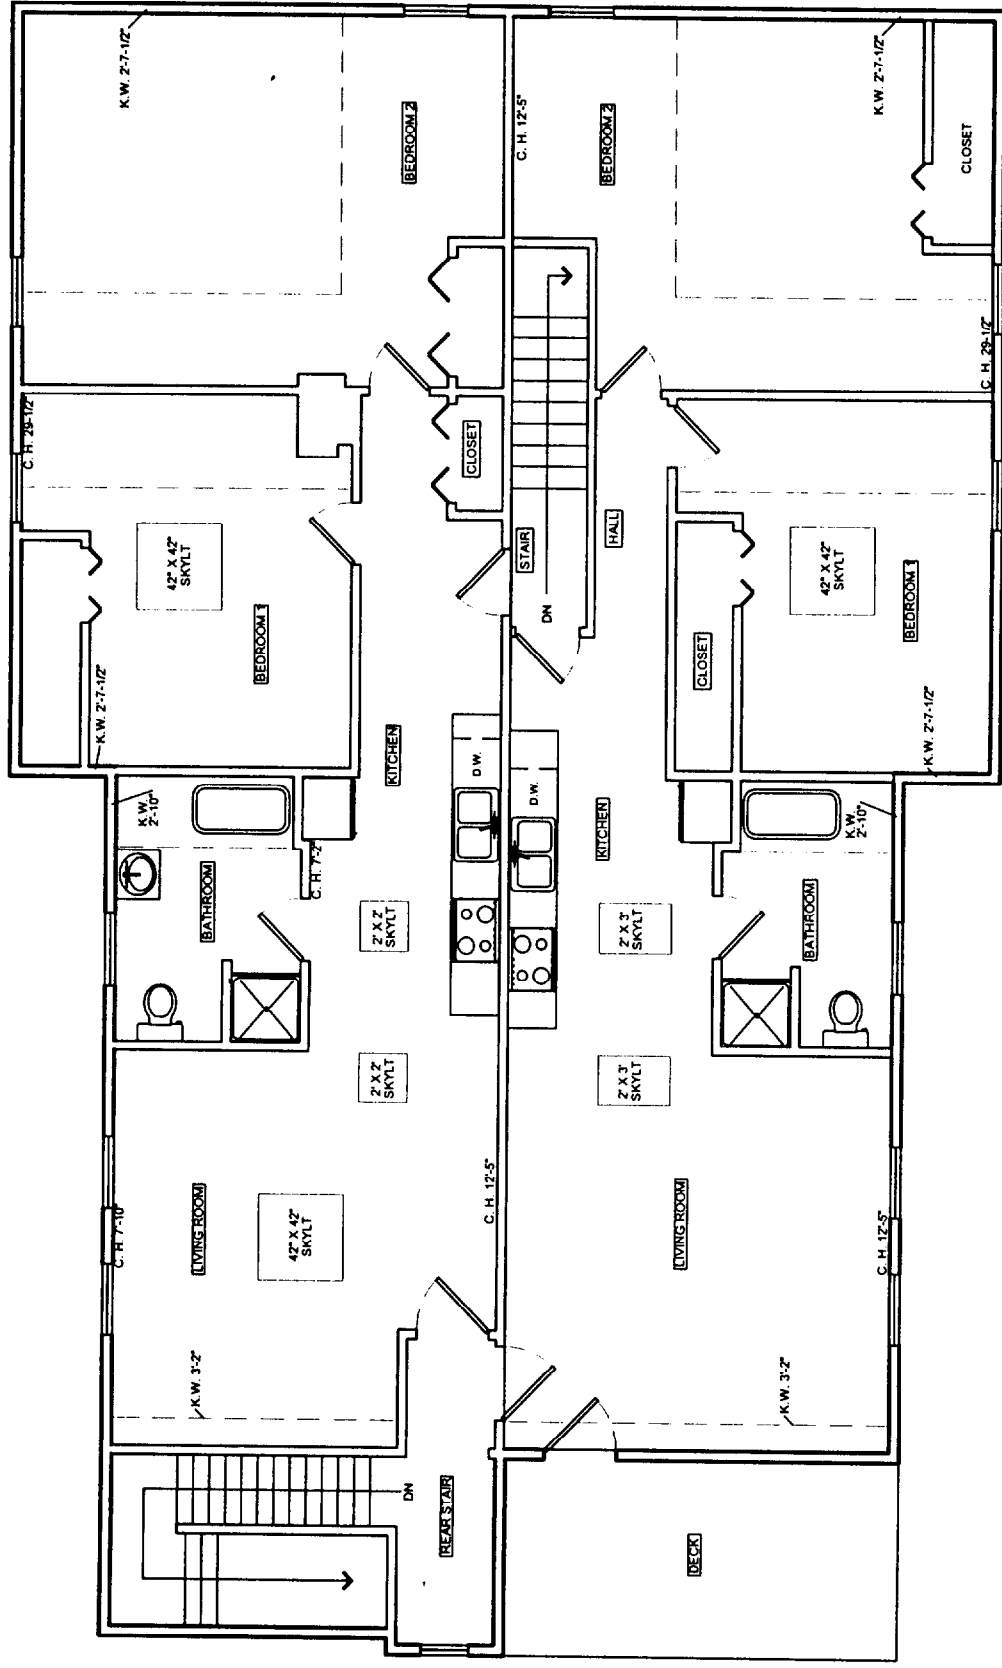 K.W. 2'-7-1/2"
BEDROOM 2
C. H. 12'-5"
BEDROOM 2
K.W. 2'-7-1/2"
CLOSET
C. H. 29-1/2"
42" X 42"
SKYLT
BEDROOM 1
K.W. 2'-7-1/2"
CLOSET
STAIR
DN
HALL
C. H. 29-1/2"
CLOSET
42" X 42"
SKYLT
BEDROOM 1
K.W. 2'-7-1/2"
KITCHEN
D.W.
D.W.
KITCHEN
K.W.
2'-10"
BATHROOM
C. H. 7'-2"
2' X 2'
SKYLT
2' X 3'
SKYLT
K.W.
2'-10"
BATHROOM
2' X 2'
SKYLT
2' X 3'
SKYLT
C. H. 7'-10"
LIVING ROOM
42" X 42"
SKYLT
C. H. 12'-5"
LIVING ROOM
C. H. 12'-5"
K.W. 3'-2"
K.W. 3'-2"
DN
REAR STAIR
DECK